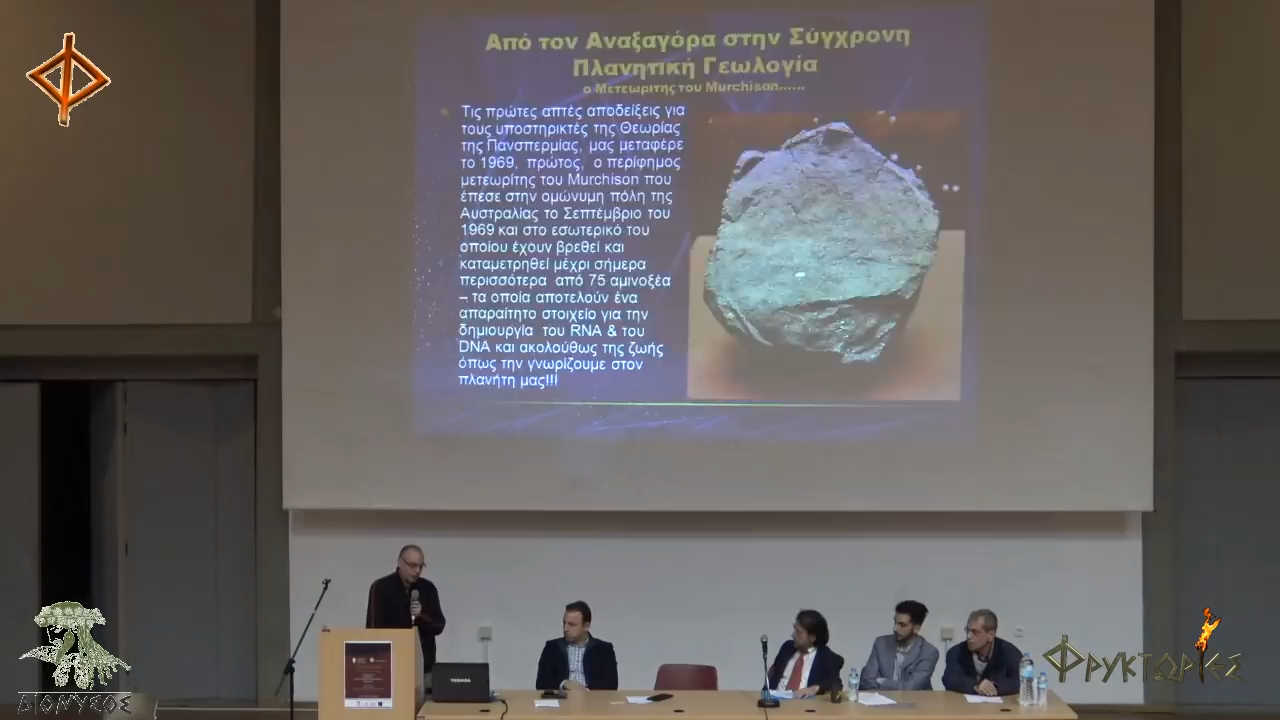 Από τον Αναξαγόρα στην Σύγχρονη
Πλανητική Γεωλογία
ο Μετεωρίτης του Murchison......
Τις πρώτες απτές αποδείξεις για
τους υποστηρικτές της Θεωρίας
της Πανσπερμίας, μας μεταφέρε
το 1969, πρώτος, ο περίφημος
μετεωρίτης του Murchison που
έπεσε στην ομώνυμη πόλη της
Αυστραλίας το Σεπτέμβριο του
1969 και στο εσωτερικό του
οποίου έχουν βρεθεί και
καταμετρηθεί μέχρι σήμερα
περισσότερα από 75 αμινοξέα
– τα οποία αποτελούν ένα
απαραίτητο στοιχείο για την
δημιουργία του RNA & του
DNA και ακολούθως της ζωής
όπως την γνωρίζουμε στον
πλανήτη μας!!!
TOSHIBA
ΦΡΥΚΤΩΡΙΕΣ
ΔΙΟΝΥΣΟΣ